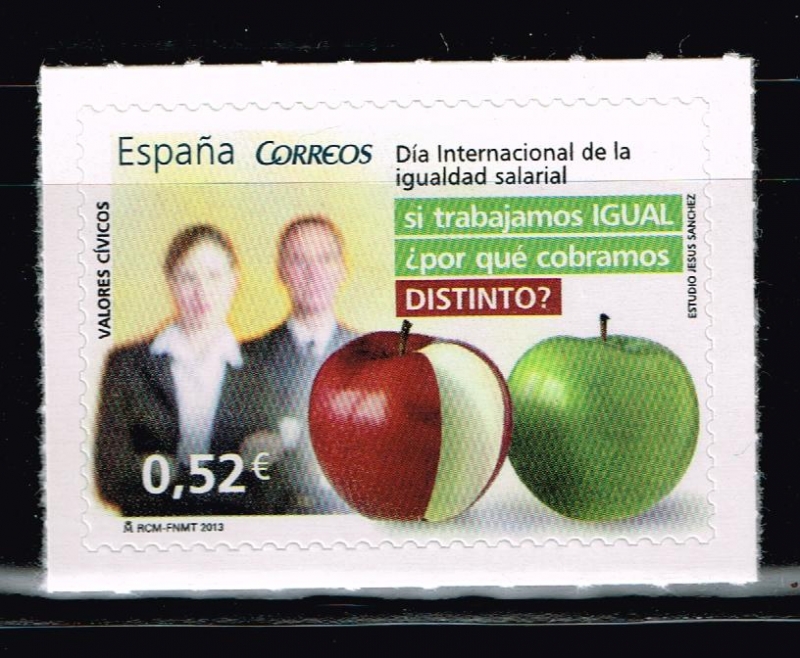 España CORREOS
Día Internacional de la
igualdad salarial
si trabajamos IGUAL
¿por qué cobramos
DISTINTO?
VALORES CÍVICOS
ESTUDIO JESUS SANCHEZ
0,52€
RCM-FNMT 2013